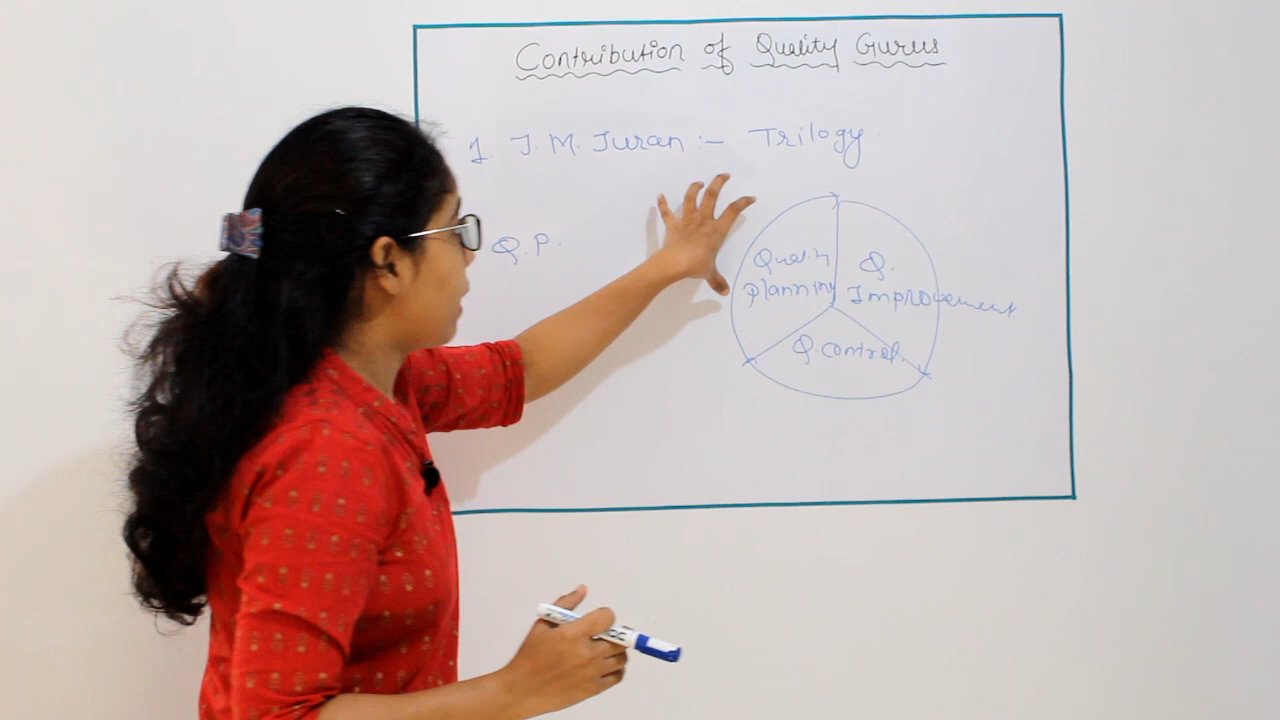 Contribution of Quality Gurus
1 J. M. Juran :- Trilogy
Q. P.
Quality
Planning
Q.
Improvement
Q. control.